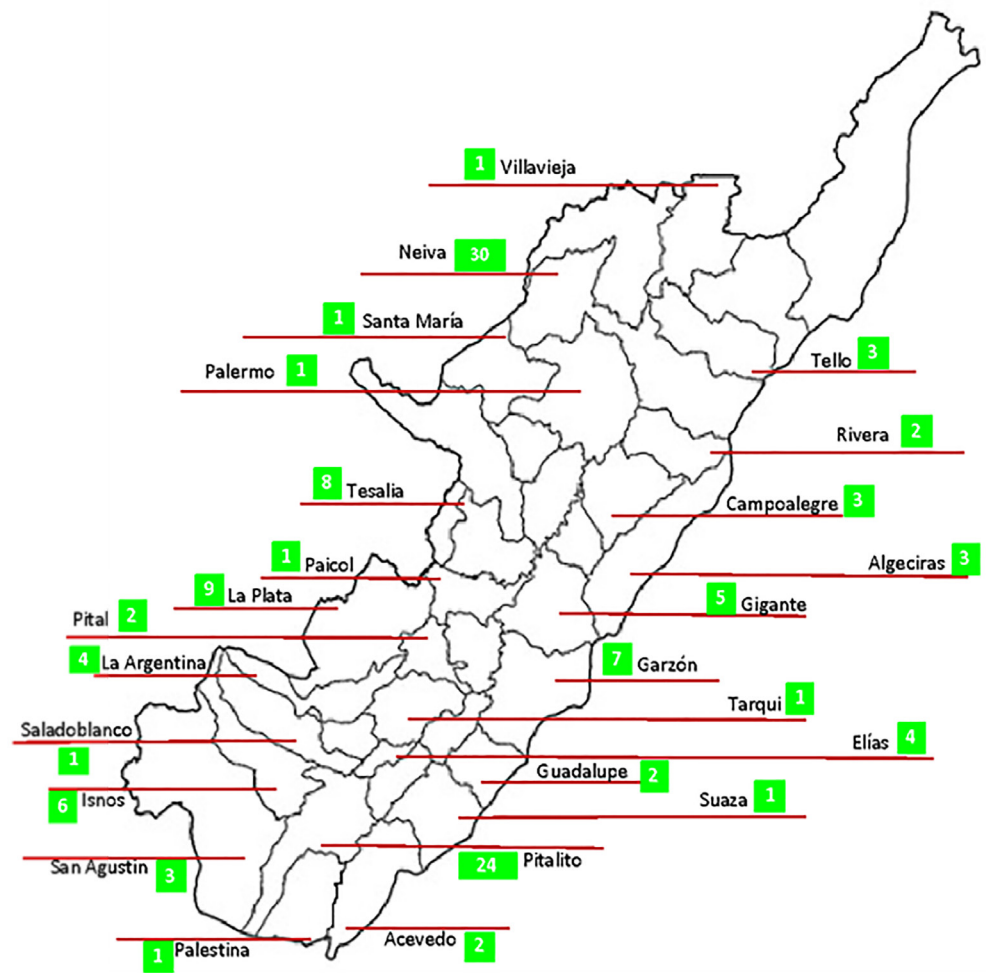 1 Villavieja
Neiva 30
1 Santa María
Palermo 1
Tello 3
Rivera 2
8 Tesalia
Campoalegre 3
1 Paicol
Algeciras 3
9 La Plata
5 Gigante
Pital 2
4 La Argentina
7 Garzón
Tarqui 1
Saladoblanco
1
Elías 4
Guadalupe 2
6 Isnos
Suaza 1
San Agustin 3
24 Pitalito
1 Palestina
Acevedo 2